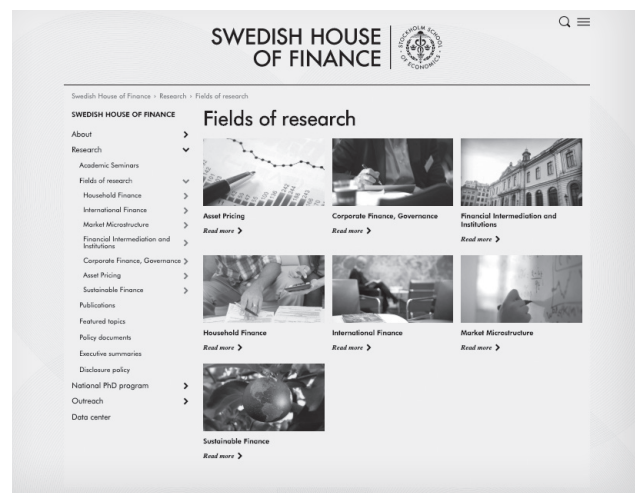 SWEDISH HOUSE
OF FINANCE
STOCKHOLM SCHOOL
OF ECONOMICS
Swedish House of Finance > Research > Fields of research
SWEDISH HOUSE OF FINANCE
About
Research
Academic Seminars
Fields of research
Household Finance
International Finance
Market Microstructure
Financial Intermediation and
Institutions
Corporate Finance, Governance
Asset Pricing
Sustainable Finance
Publications
Featured topics
Policy documents
Executive summaries
Disclosure policy
National PhD program
Outreach
Data center
Fields of research
Asset Pricing
Read more
Corporate Finance, Governance
Read more
Financial Intermediation and
Institutions
Read more
Household Finance
Read more
International Finance
Read more
Market Microstructure
Read more
Sustainable Finance
Read more